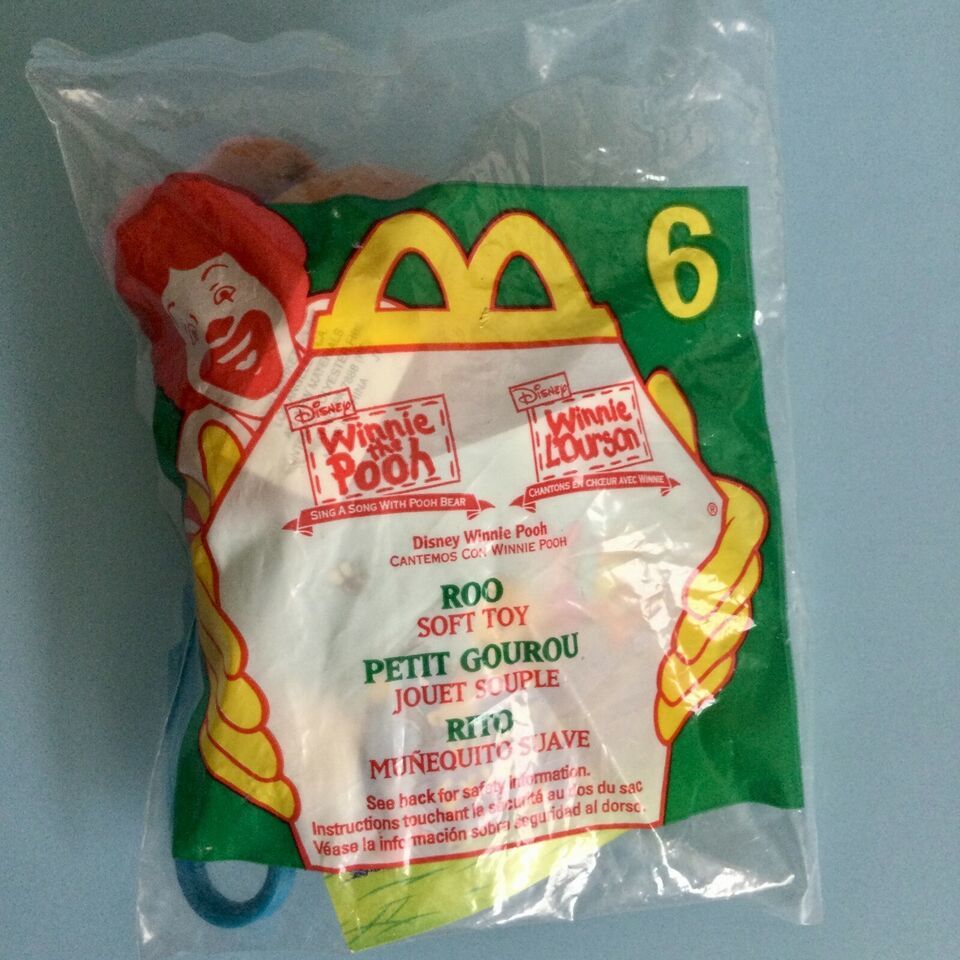 6
Disney
Winnie
the
Pooh
SING A SONG WITH POOH BEAR
Disney
Winnie
L'Ourson
CHANTONS EN CHŒUR AVEC WINNIE
®
Disney Winnie Pooh
CANTEMOS CON WINNIE POOH
ROO
SOFT TOY
PETIT GOUROU
JOUET SOUPLE
RITO
MUÑEQUITO SUAVE
See back for safety information.
Instructions touchant la sécurité au dos du sac
Véase la información sobre seguridad al dorso.